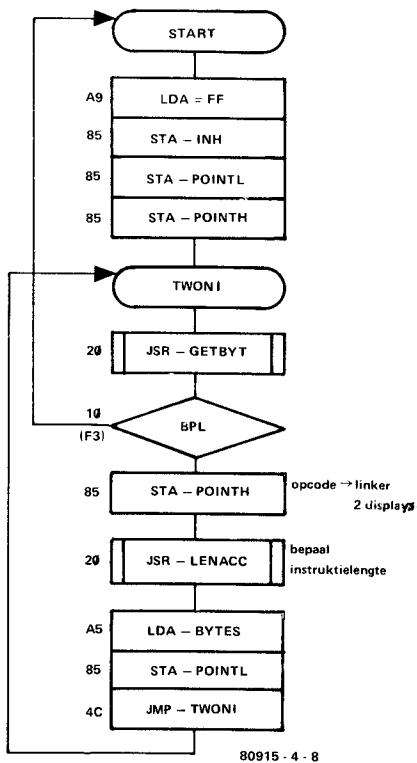 START
A9 LDA = FF
85 STA – INH
85 STA – POINTL
85 STA – POINTH
TWONI
20 JSR – GETBYT
10
(F3)
BPL
85 STA – POINTH
opcode → linker
2 displays
20 JSR – LENACC
bepaal
instruktielengte
A5 LDA – BYTES
85 STA – POINTL
4C JMP – TWONI
80915 - 4 - 8